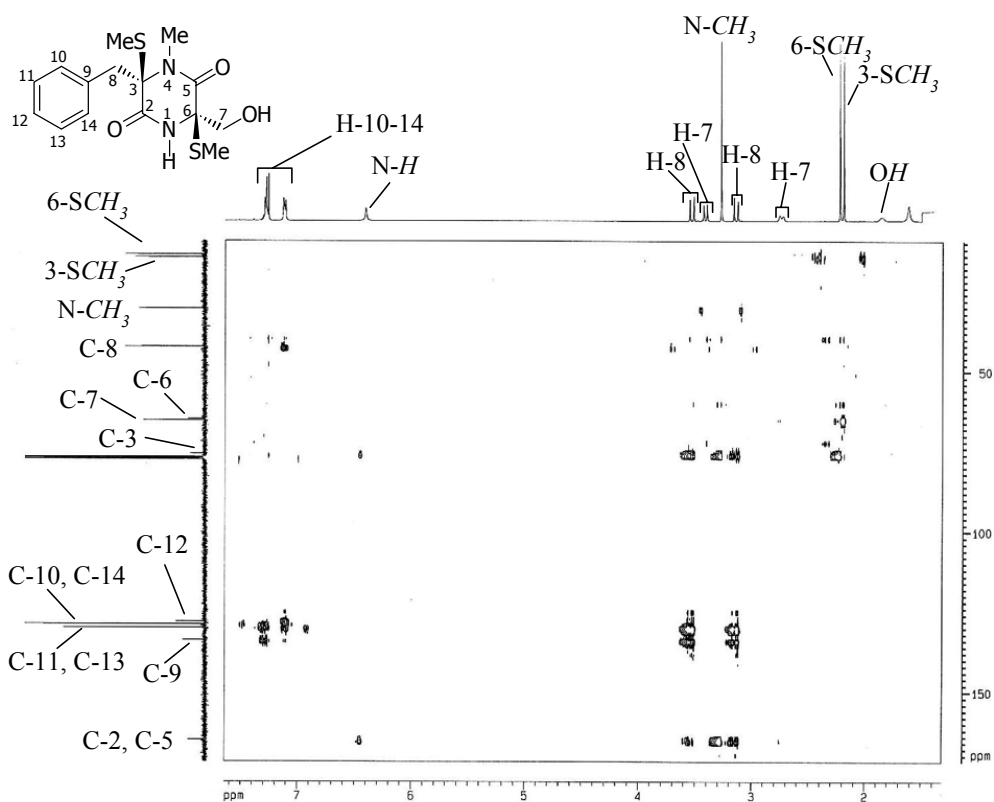 MeS Me
10 N
11 9 8 3 4 O
5
2 1 6 7
12 14 O N OH
13 H SMe
H-10-14
N-H
N-CH3
6-SCH3
3-SCH3
H-7
H-8
H-8
H-7
OH
6-SCH3
3-SCH3
N-CH3
C-8
C-6
C-7
C-3
C-12
C-10, C-14
C-11, C-13
C-9
C-2, C-5
50
100
150
ppm
ppm 7 6 5 4 3 2